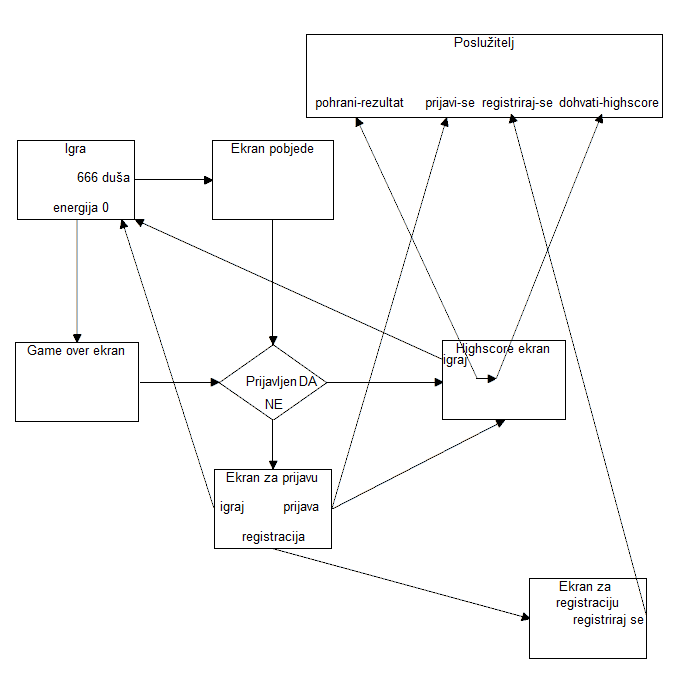 Poslužitelj
pohrani-rezultat prijavi-se registriraj-se dohvati-highscore
Igra
666 duša
energija 0
Ekran pobjede
Game over ekran
Prijavljen DA
NE
Highscore ekran
igraj
Ekran za prijavu
igraj prijava
registracija
Ekran za
registraciju
registriraj se